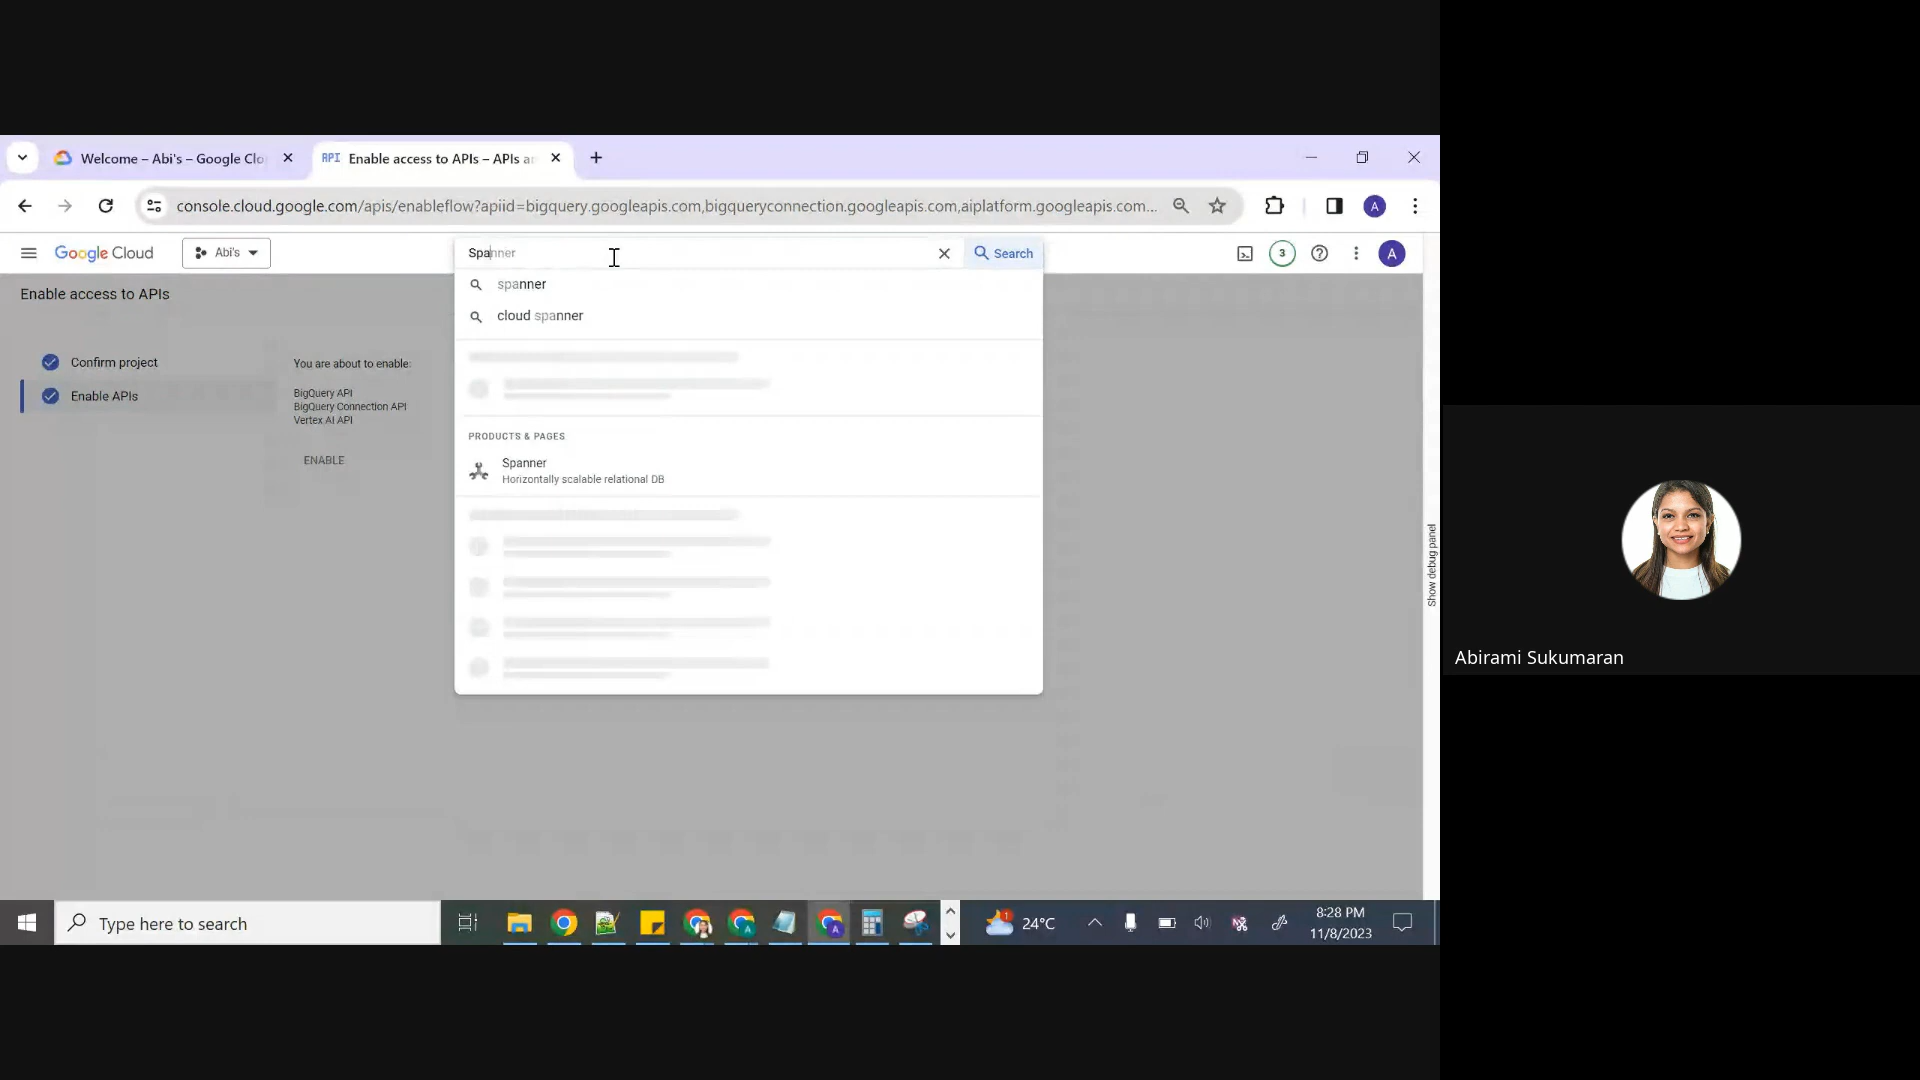 Welcome – Abi's – Google Clo
API Enable access to APIs – APIs an
console.cloud.google.com/apis/enableflow?apiid=bigquery.googleapis.com,bigqueryconnection.googleapis.com,aiplatform.googleapis.com...
A
Google Cloud
Abi's
Spanner
Search
3
A
Enable access to APIs
spanner
cloud spanner
Confirm project
Enable APIs
You are about to enable:
BigQuery API
BigQuery Connection API
Vertex AI API
ENABLE
PRODUCTS & PAGES
Spanner
Horizontally scalable relational DB
Show debug panel
Abirami Sukumaran
Type here to search
A
A
1
24°C
8:28 PM
11/8/2023